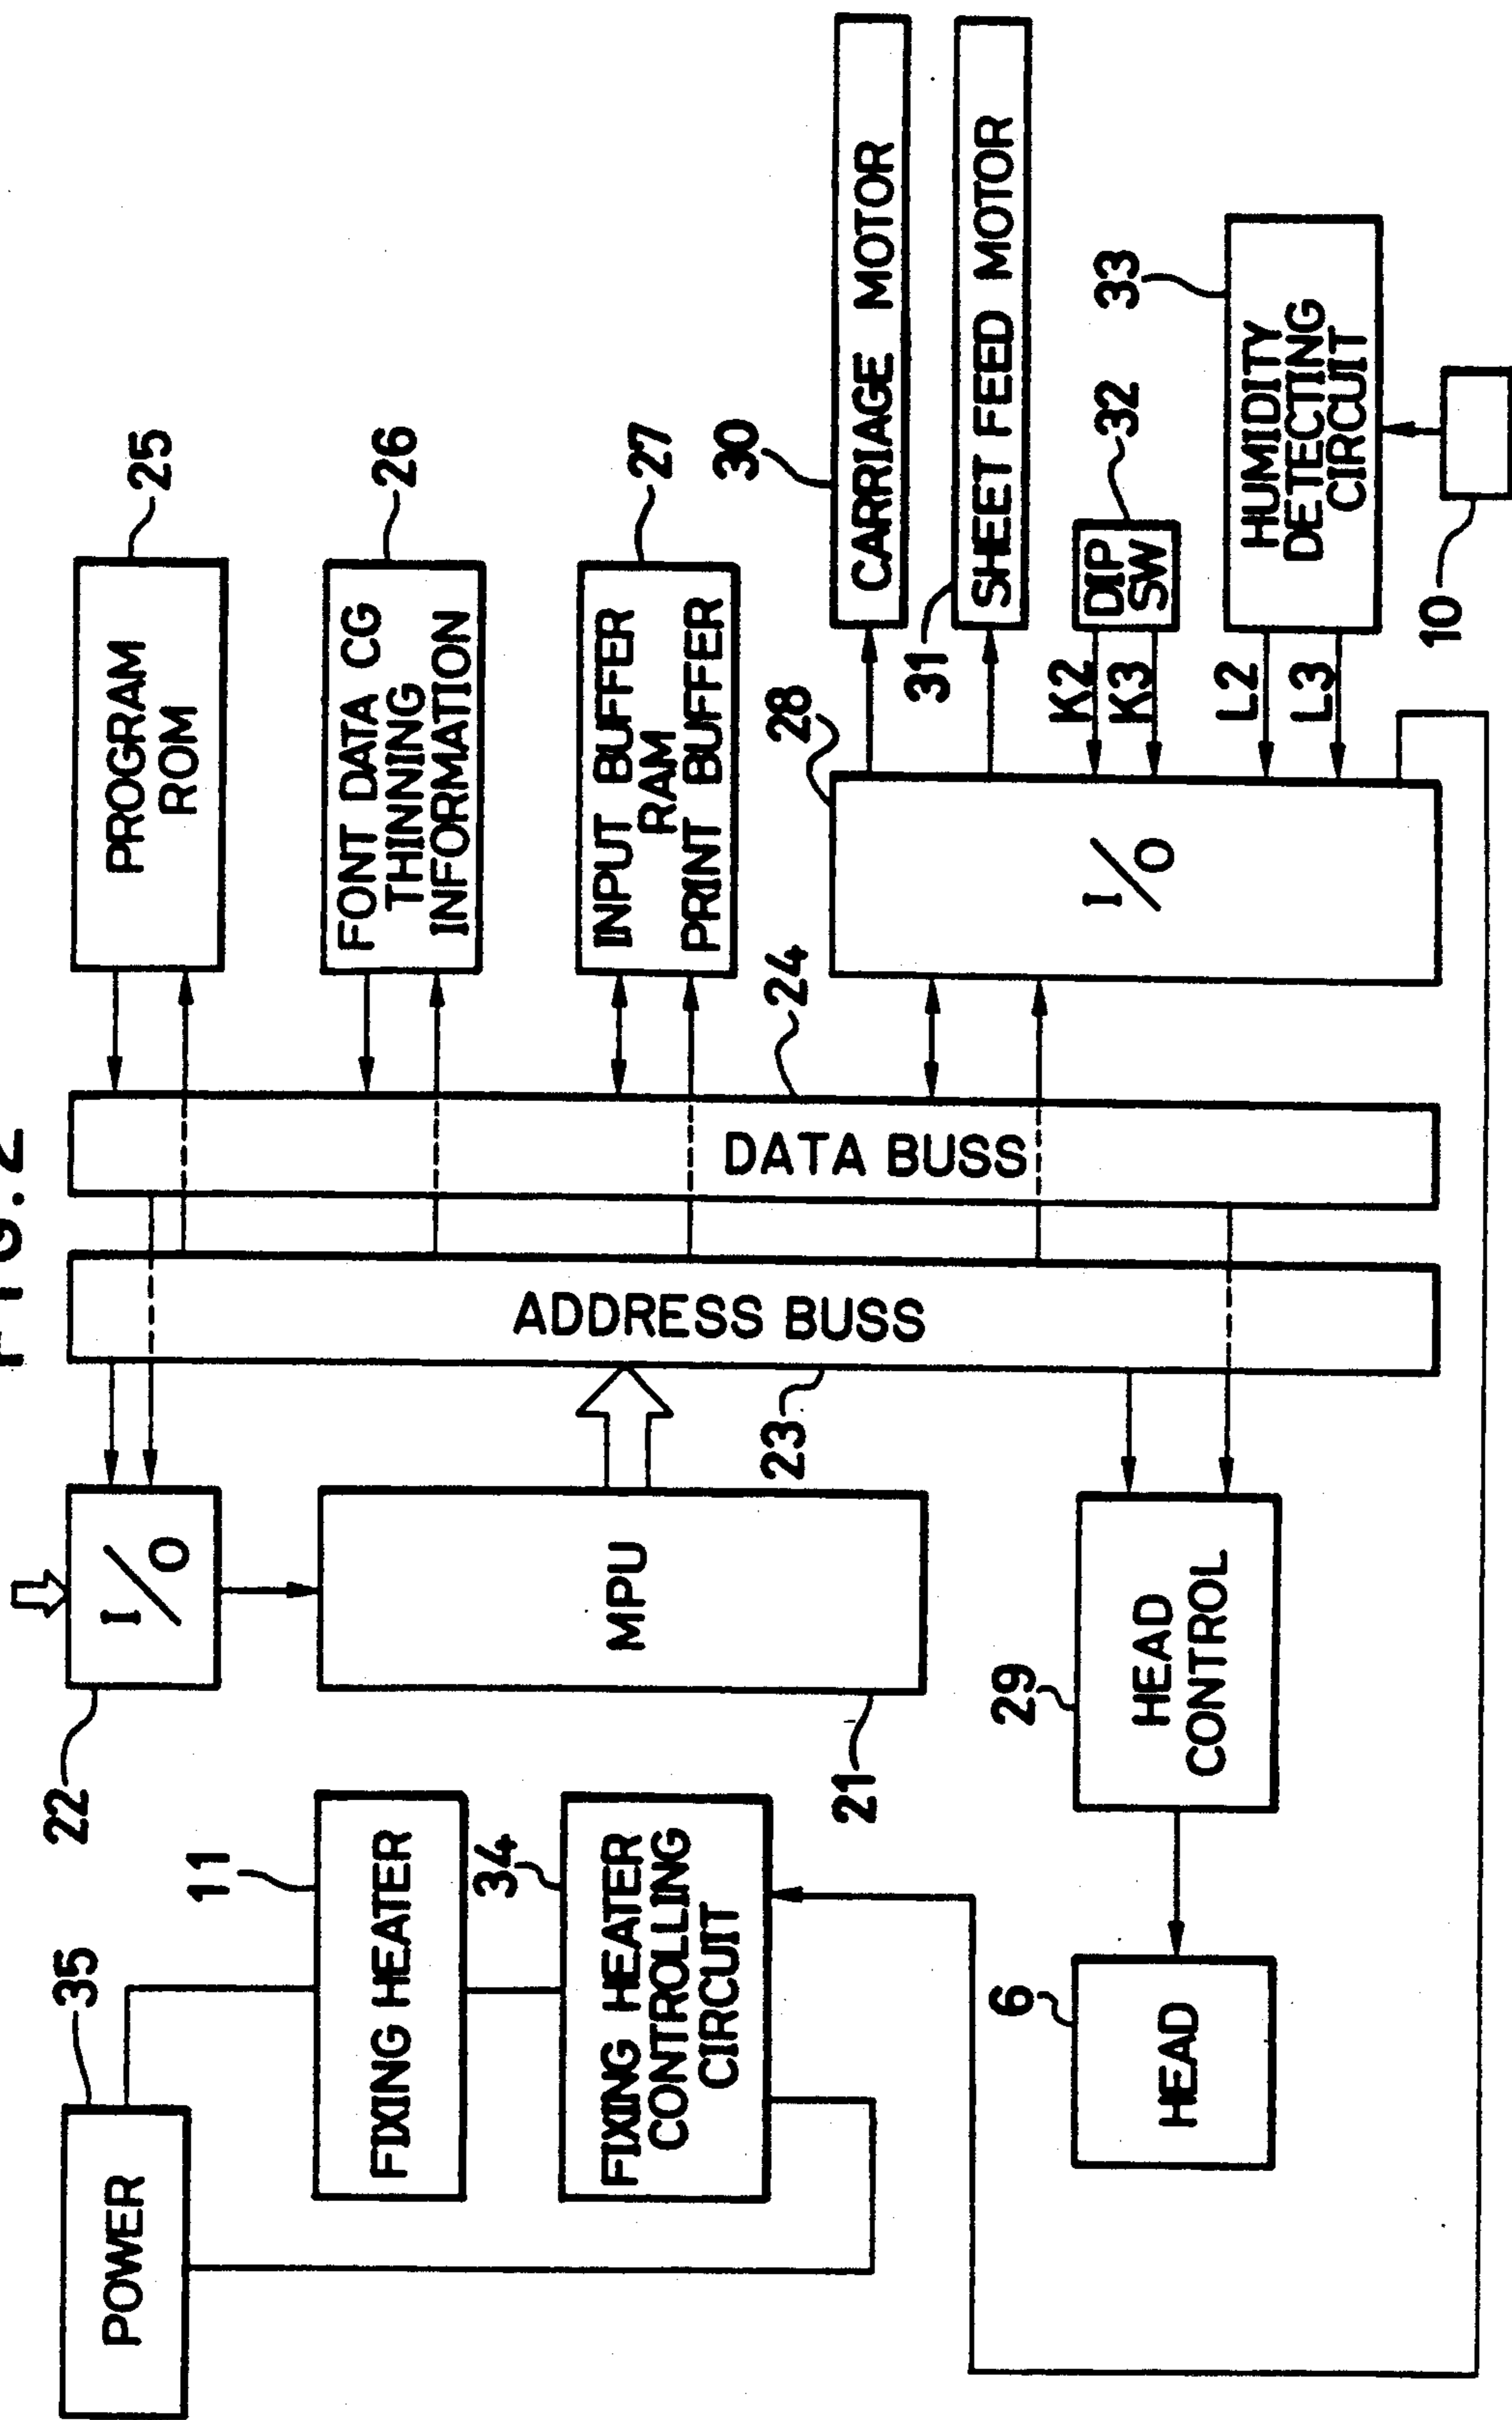 FIG. 2
35
POWER
11
FIXING HEATER
34
FIXING HEATER
CONTROLLING
CIRCUIT
22
I/O
21
MPU
6
HEAD
29
HEAD
CONTROL
23
ADDRESS BUSS
24
DATA BUSS
25
PROGRAM
ROM
26
FONT DATA CG
THINNING
INFORMATION
27
INPUT BUFFER
RAM
PRINT BUFFER
28
I/O
30
CARRIAGE MOTOR
31
SHEET FEED MOTOR
32
DIP
SW
K2
K3
33
HUMIDITY
DETECTING
CIRCUIT
L2
L3
10